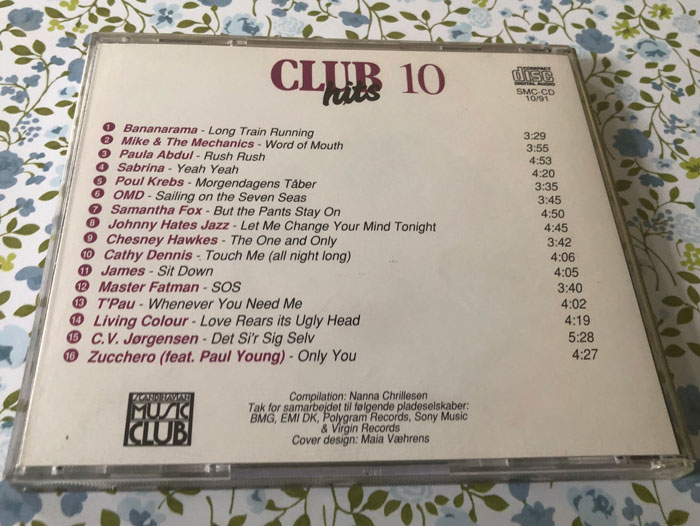 CLUB 10
hits
COMPACT
disc
DIGITAL AUDIO
SMC-CD
10/91
1 Bananarama - Long Train Running 3:29
2 Mike & The Mechanics - Word of Mouth 3:55
3 Paula Abdul - Rush Rush 4:53
4 Sabrina - Yeah Yeah 4:20
5 Poul Krebs - Morgendagens Tåber 3:35
6 OMD - Sailing on the Seven Seas 3:45
7 Samantha Fox - But the Pants Stay On 4:50
8 Johnny Hates Jazz - Let Me Change Your Mind Tonight 4:45
9 Chesney Hawkes - The One and Only 3:42
10 Cathy Dennis - Touch Me (all night long) 4:06
11 James - Sit Down 4:05
12 Master Fatman - SOS 3:40
13 T'Pau - Whenever You Need Me 4:02
14 Living Colour - Love Rears its Ugly Head 4:19
15 C.V. Jørgensen - Det Si'r Sig Selv 5:28
16 Zucchero (feat. Paul Young) - Only You 4:27
SCANDINAVIAN
MUSIC
CLUB
Compilation: Nanna Chrillesen
Tak for samarbejdet til følgende pladeselskaber:
BMG, EMI DK, Polygram Records, Sony Music
& Virgin Records
Cover design: Maia Væhrens